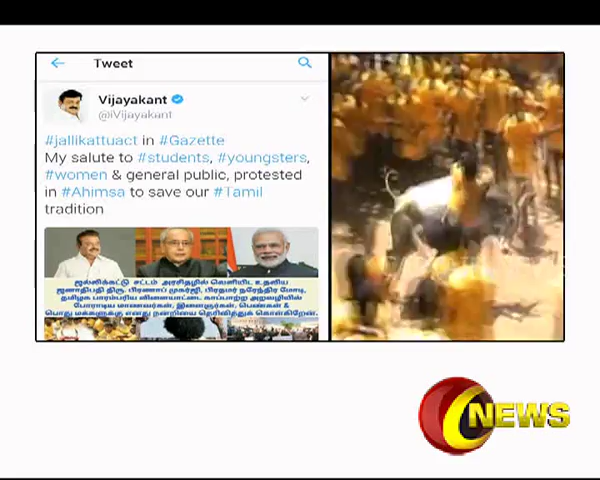 Tweet
Vijayakant
@iVijayakant
#jallikattuact in #Gazette
My salute to #students, #youngsters,
#women & general public, protested
in #Ahimsa to save our #Tamil
tradition
ஜல்லிக்கட்டு சட்டம் அரசிதழில் வெளியிட உதவிய
ஜனாதிபதி திரு. பிரணாப் முகர்ஜி, பிரதமர் நரேந்திர மோடி,
தமிழக பாரம்பரிய விளையாட்டை காப்பாற்ற அறவழியில்
போராடிய மாணவர்கள், இளைஞர்கள், பெண்கள் &
பொது மக்களுக்கு எனது நன்றியை தெரிவித்துக் கொள்கிறேன்.
NEWS